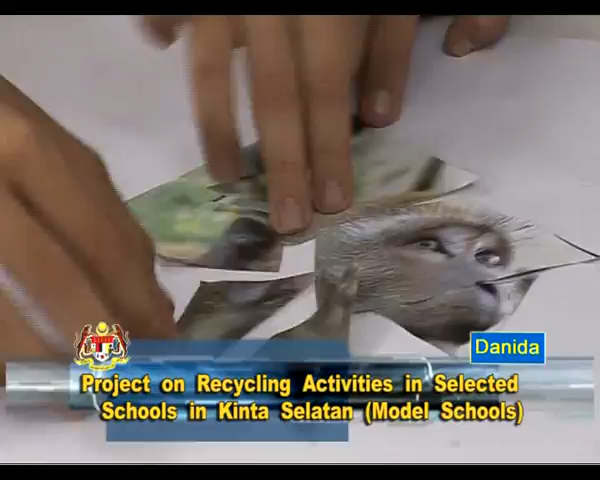 Danida
Project on Recycling Activities in Selected
Schools in Kinta Selatan (Model Schools)